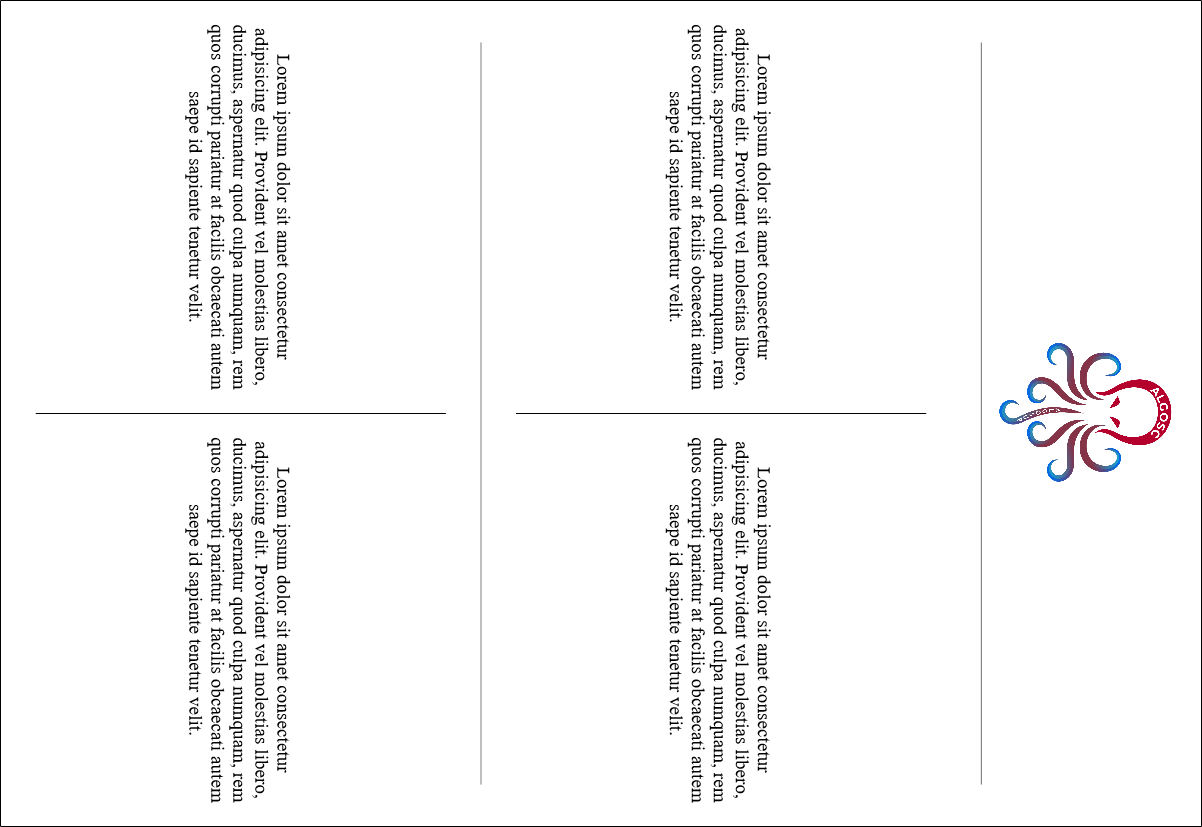 ALGOSC
Lorem ipsum dolor sit amet consectetur
adipisicing elit. Provident vel molestias libero,
ducimus, aspernatur quod culpa numquam, rem
quos corrupti pariatur at facilis obcaecati autem
saepe id sapiente tenetur velit.
Lorem ipsum dolor sit amet consectetur
adipisicing elit. Provident vel molestias libero,
ducimus, aspernatur quod culpa numquam, rem
quos corrupti pariatur at facilis obcaecati autem
saepe id sapiente tenetur velit.
Lorem ipsum dolor sit amet consectetur
adipisicing elit. Provident vel molestias libero,
ducimus, aspernatur quod culpa numquam, rem
quos corrupti pariatur at facilis obcaecati autem
saepe id sapiente tenetur velit.
Lorem ipsum dolor sit amet consectetur
adipisicing elit. Provident vel molestias libero,
ducimus, aspernatur quod culpa numquam, rem
quos corrupti pariatur at facilis obcaecati autem
saepe id sapiente tenetur velit.